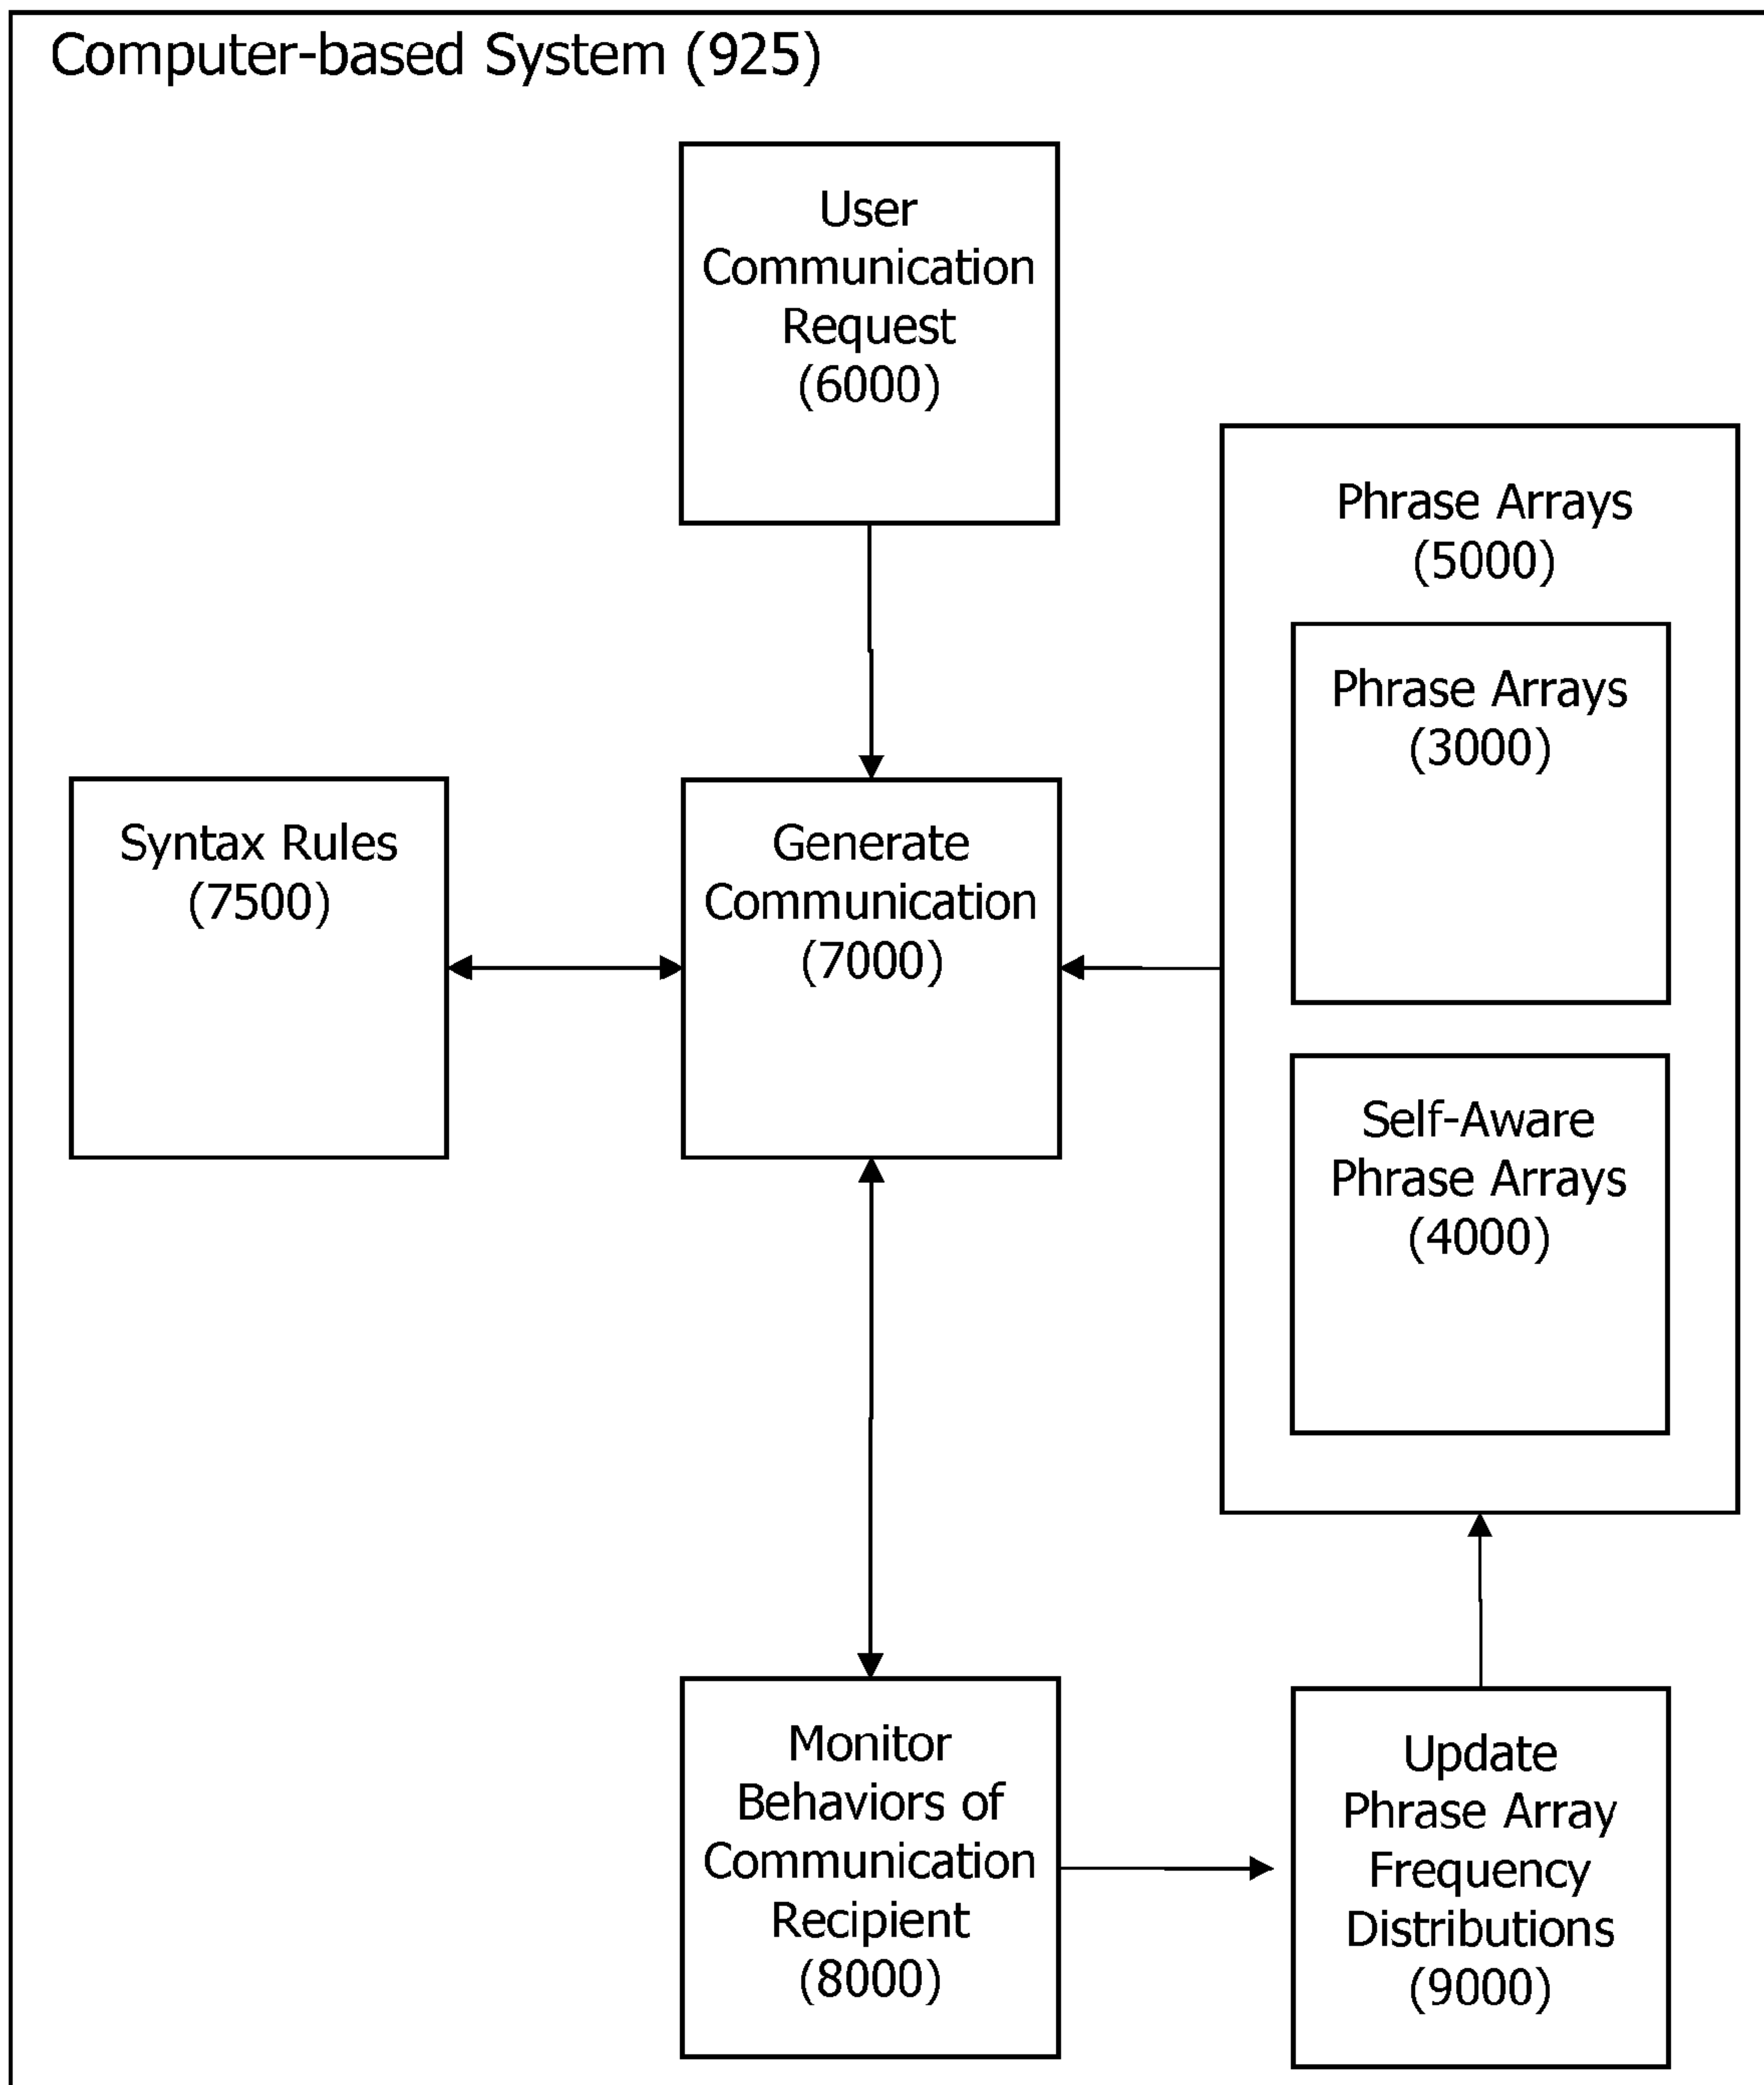 Computer-based System (925)
User
Communication
Request
(6000)
Phrase Arrays
(5000)
Phrase Arrays
(3000)
Syntax Rules
(7500)
Generate
Communication
(7000)
Self-Aware
Phrase Arrays
(4000)
Monitor
Behaviors of
Communication
Recipient
(8000)
Update
Phrase Array
Frequency
Distributions
(9000)